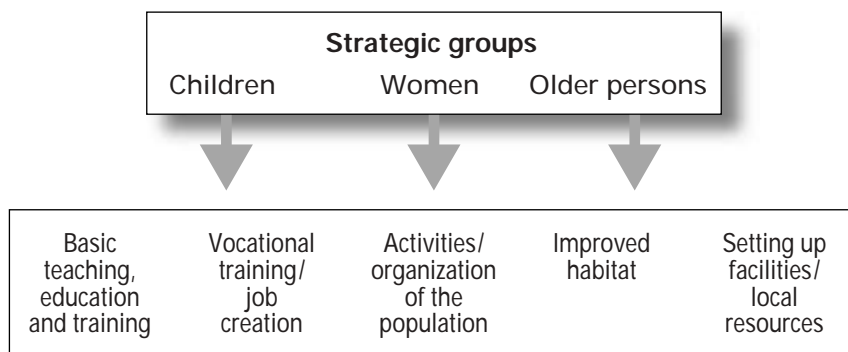 Strategic groups
Children Women Older persons
Basic
teaching,
education
and training
Vocational
training/
job
creation
Activities/
organization
of the
population
Improved
habitat
Setting up
facilities/
local
resources